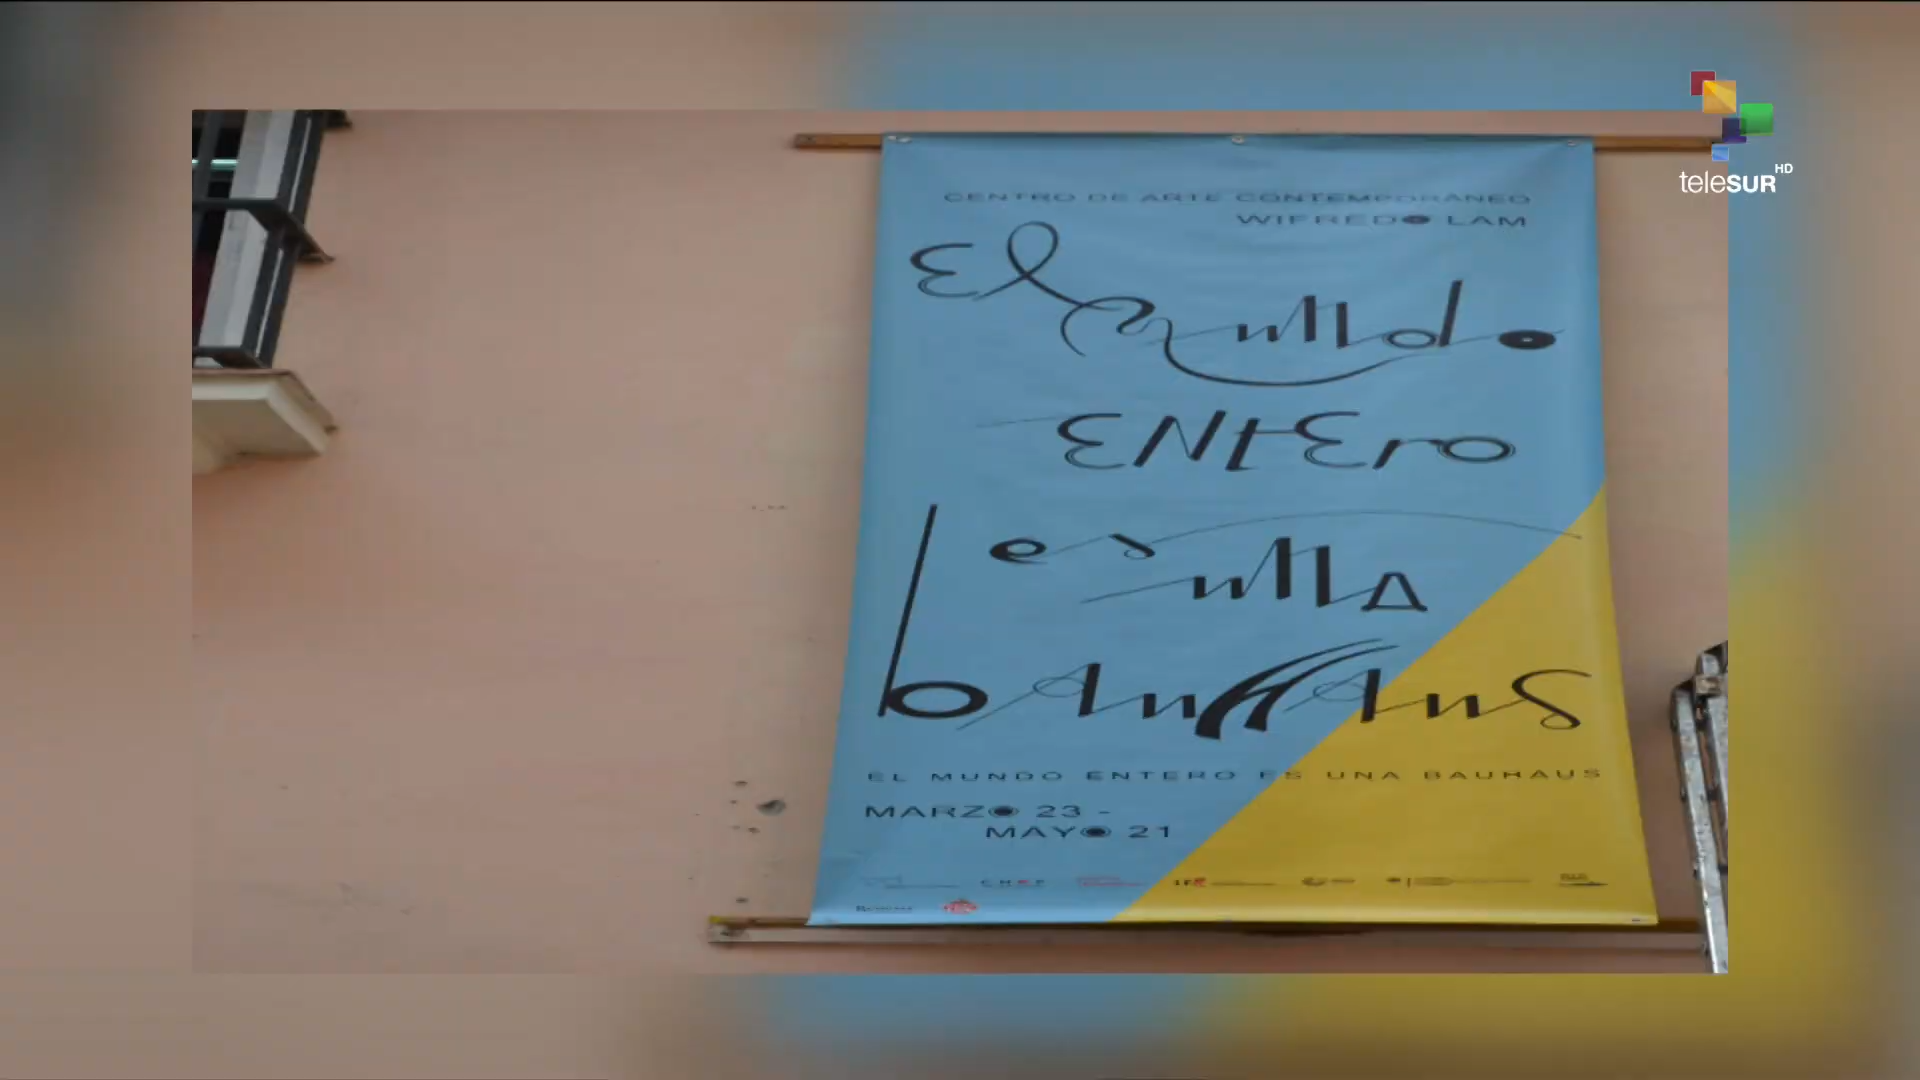 teleSUR HD
CENTRO DE ARTE CONTEMPORÁNEO
WIFREDO LAM
El mundo
ENtEro
es una
BAUHAUS
EL MUNDO ENTERO ES UNA BAUHAUS
MARZO 23 -
MAYO 21